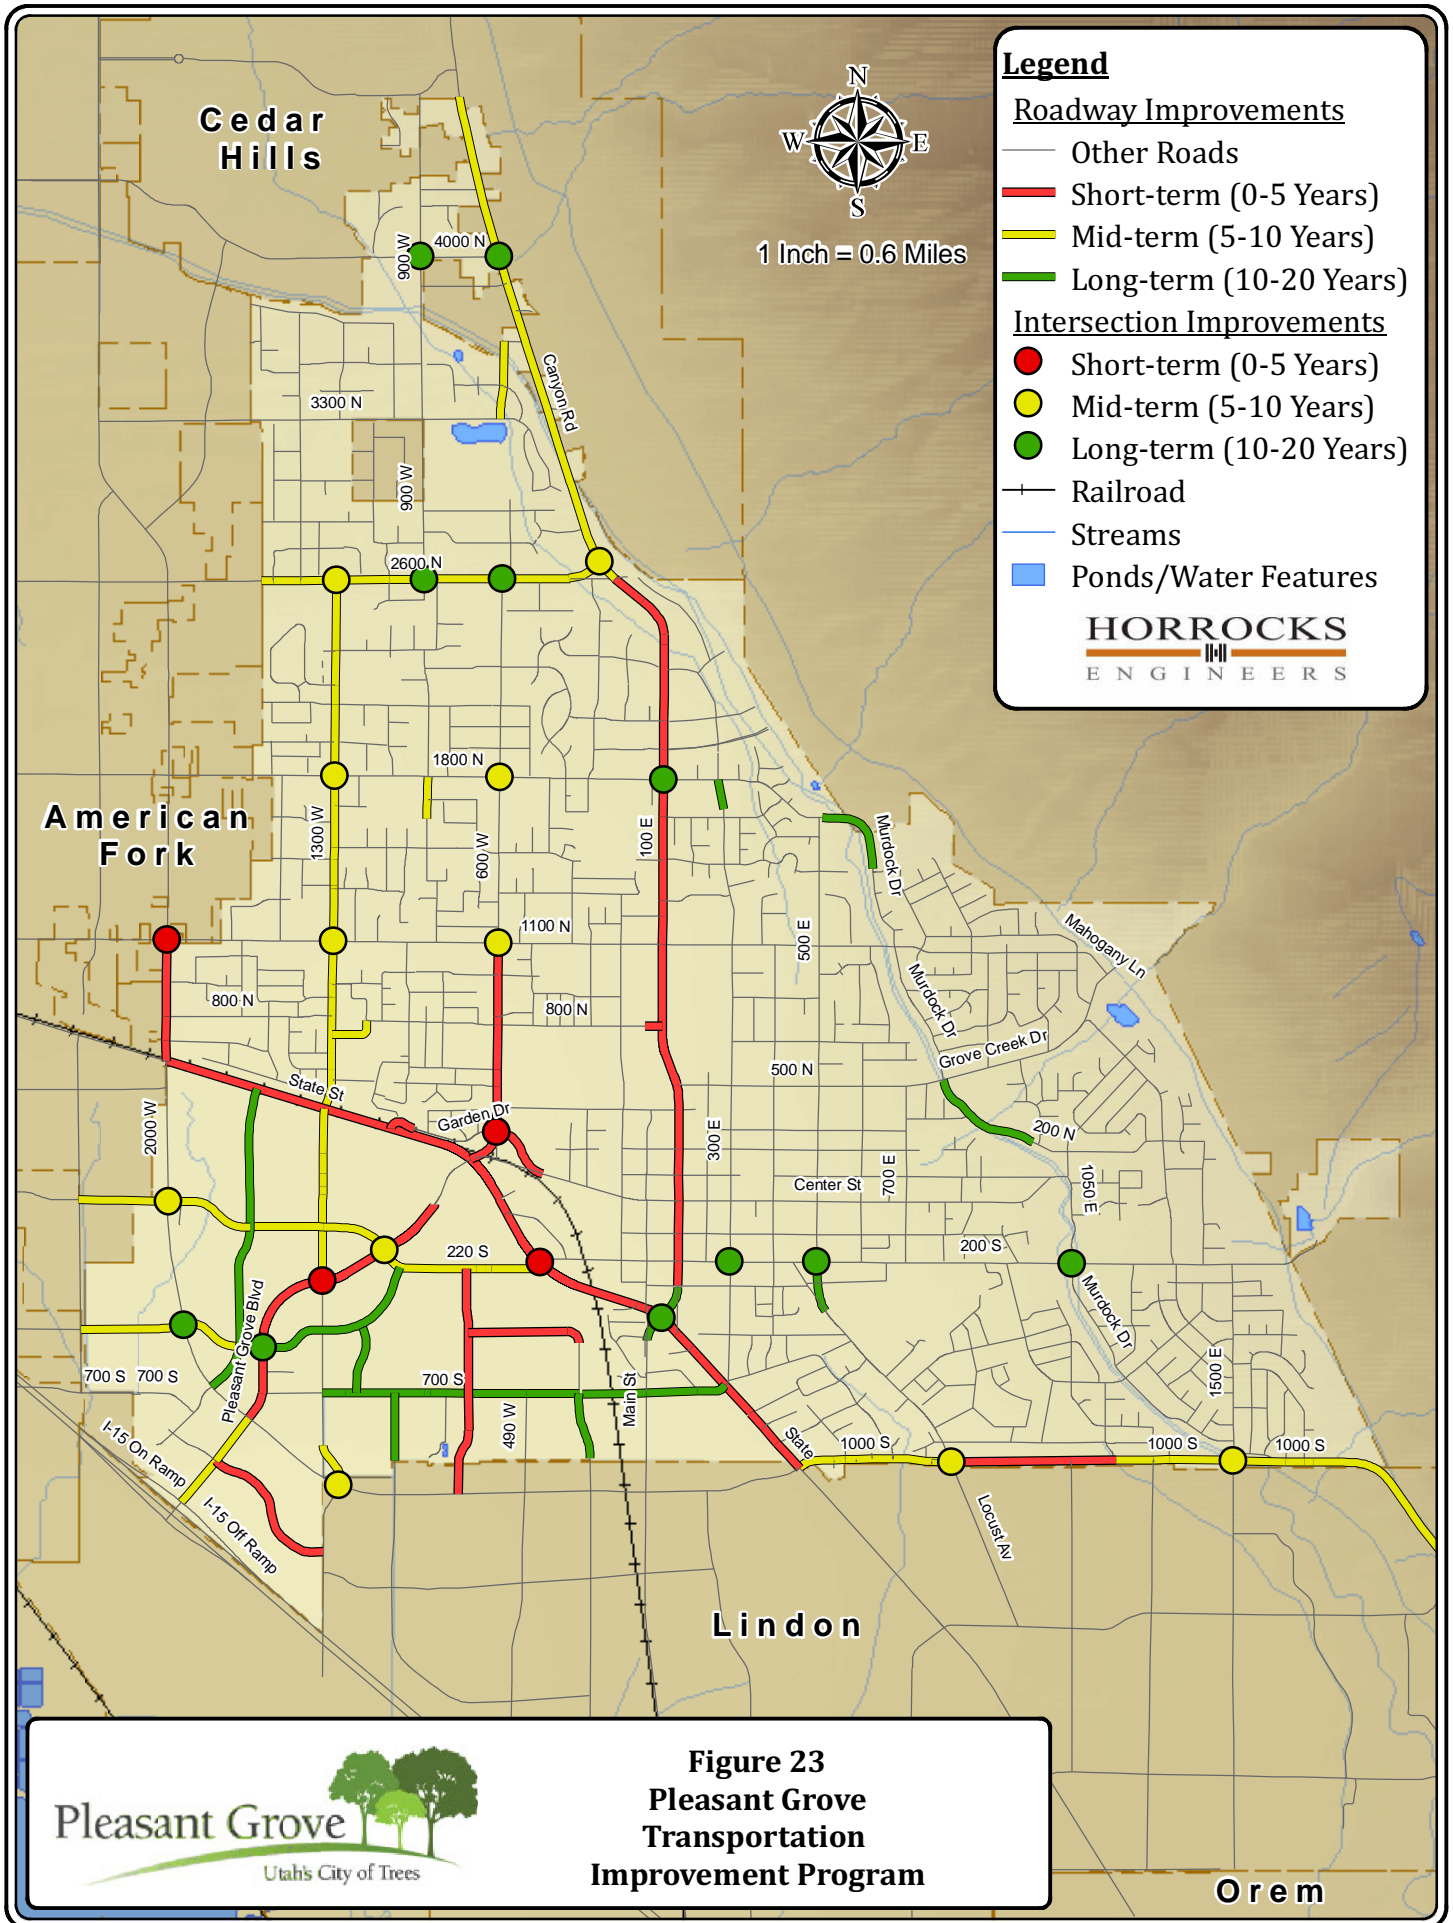 Cedar
Hills
N
W
E
S
1 Inch = 0.6 Miles
Legend
Roadway Improvements
Other Roads
Short-term (0-5 Years)
Mid-term (5-10 Years)
Long-term (10-20 Years)
Intersection Improvements
Short-term (0-5 Years)
Mid-term (5-10 Years)
Long-term (10-20 Years)
Railroad
Streams
Ponds/Water Features
HORROCKS
ENGINEERS
900 W
4000 N
Canyon Rd
3300 N
900 W
2600 N
1800 N
American
Fork
1300 W
600 W
100 E
Murdock Dr
1100 N
500 E
Mahogany Ln
800 N
800 N
Murdock Dr
Grove Creek Dr
500 N
State St
Garden Dr
2000 W
300 E
200 N
700 E
Center St
1050 E
220 S
200 S
Murdock Dr
Pleasant Grove Blvd
700 S
700 S
700 S
Main St
490 W
1500 E
State
1000 S
1000 S
1000 S
I-15 On Ramp
I-15 Off Ramp
Locust Av
Lindon
Pleasant Grove
Utah's City of Trees
Figure 23
Pleasant Grove
Transportation
Improvement Program
Orem